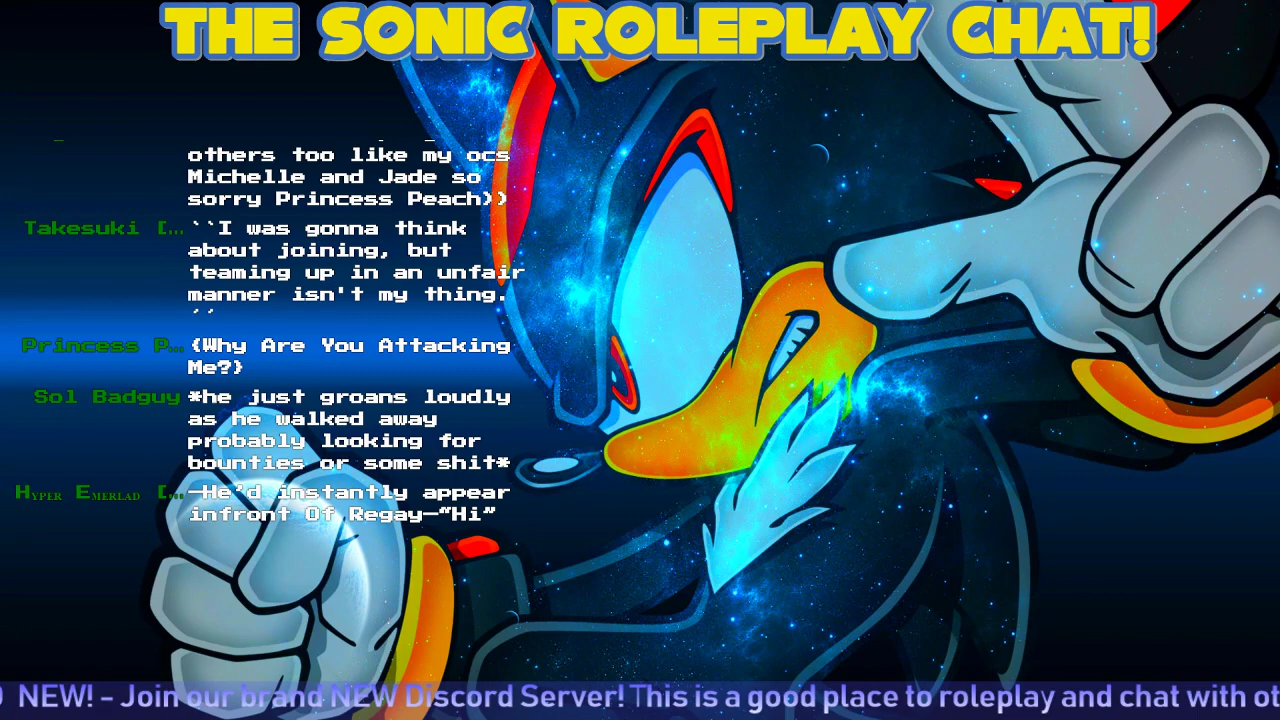 THE SONIC ROLEPLAY CHAT!
others too like my ocs
Michelle and Jade so
sorry Princess Peach))
Takesuki [… ``I was gonna think
about joining, but
teaming up in an unfair
manner isn't my thing.
``
Princess P… (Why Are You Attacking
Me?)
Sol Badguy *he just groans loudly
as he walked away
probably looking for
bounties or some shit*
Hyper Emerlad [… —He'd instantly appear
infront Of Regay—“Hi”
NEW! - Join our brand NEW Discord Server! This is a good place to roleplay and chat with ot